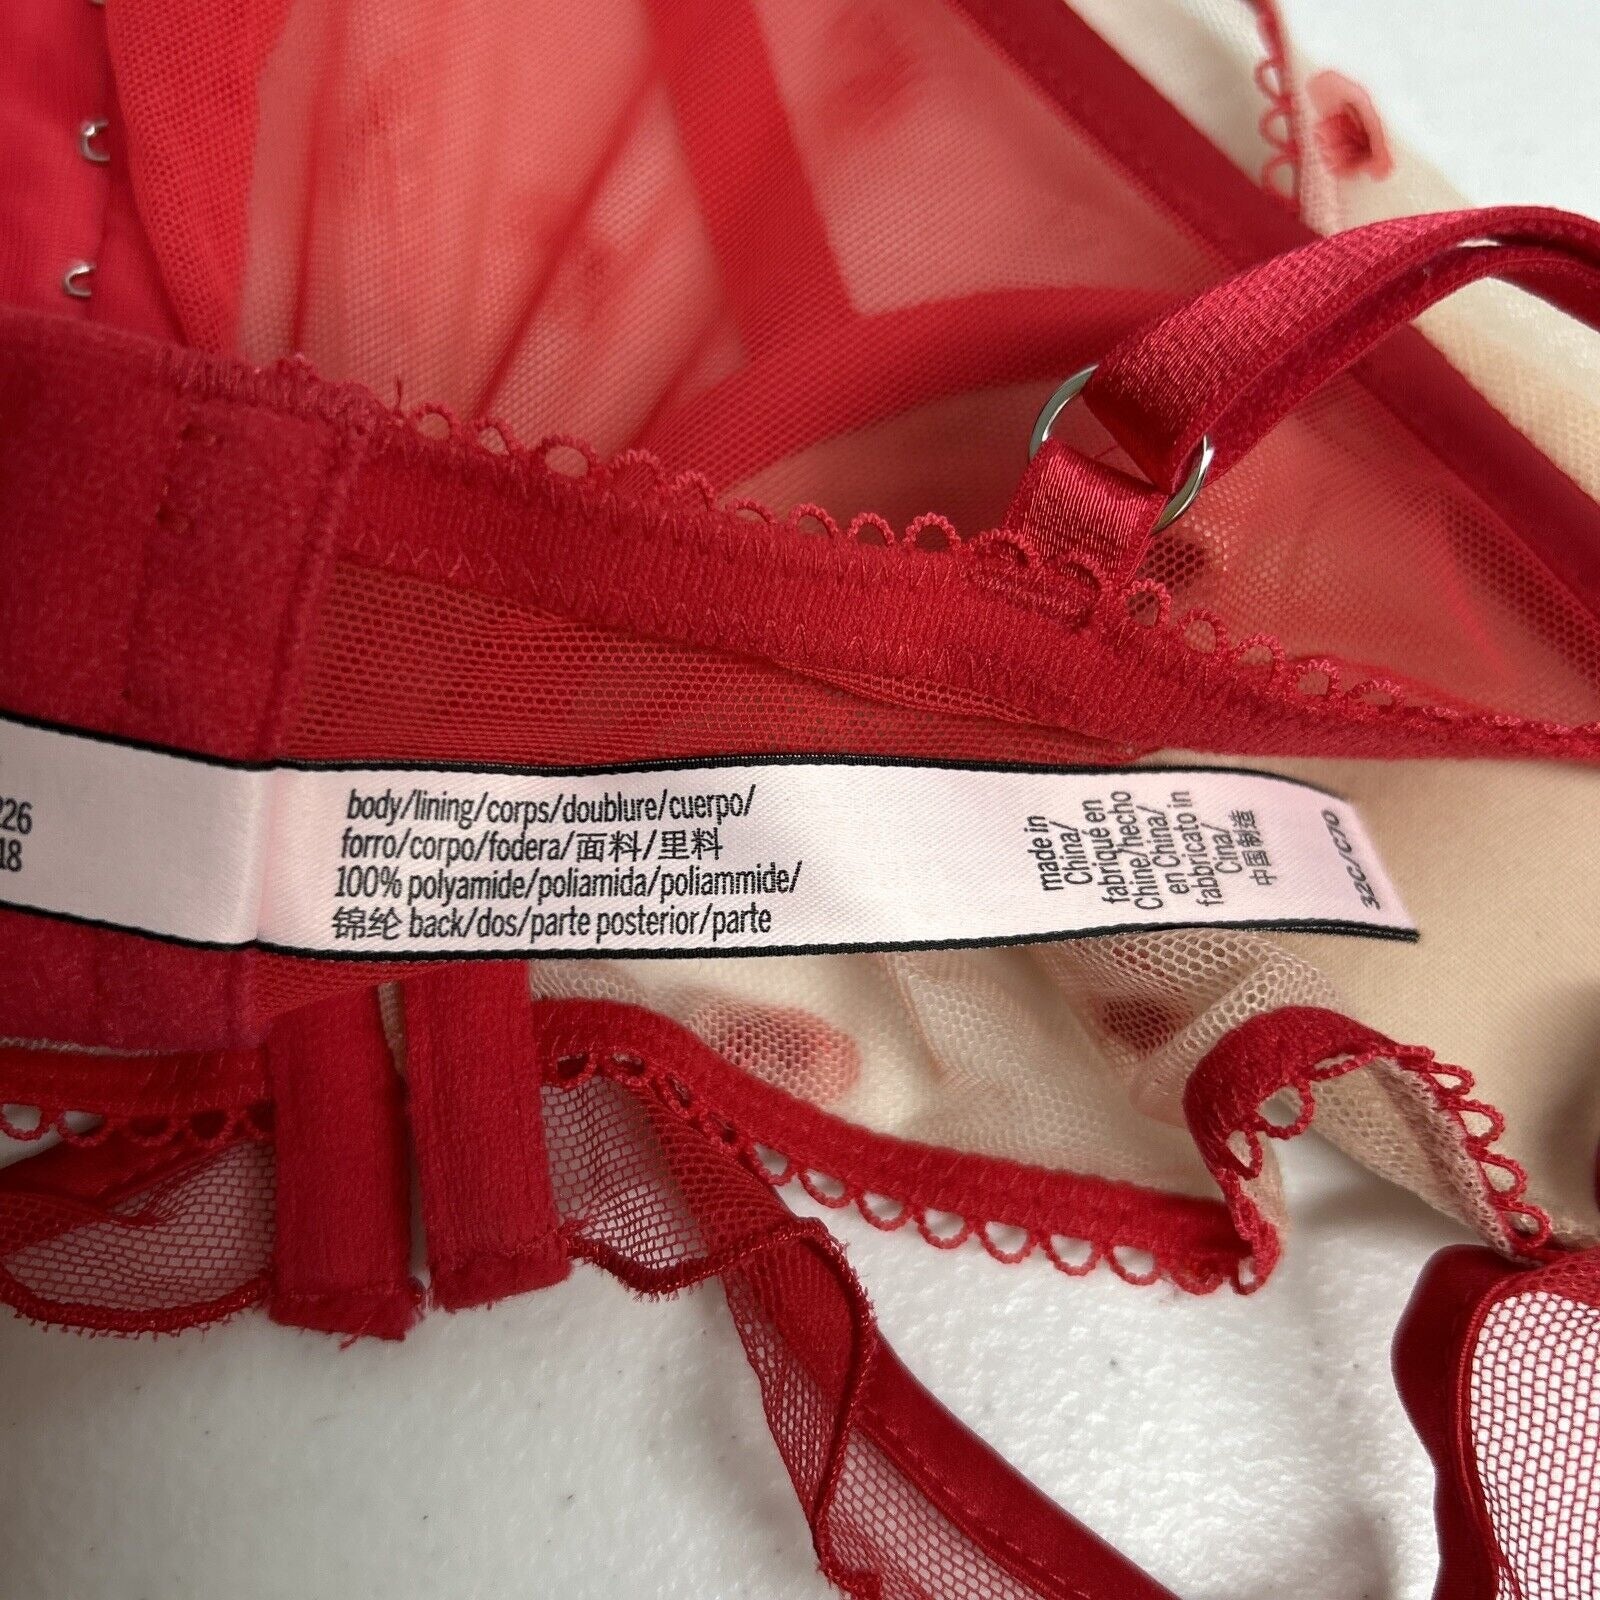 226
18
body/lining/corps/doublure/cuerpo/
forro/corpo/fodera/面料/里料
100% polyamide/poliamida/poliammide/
锦纶 back/dos/parte posterior/parte
made in
China/
fabriqué en
Chine/hecho
en China/
fabbricato in
Cina/
中国制造
32C/C70